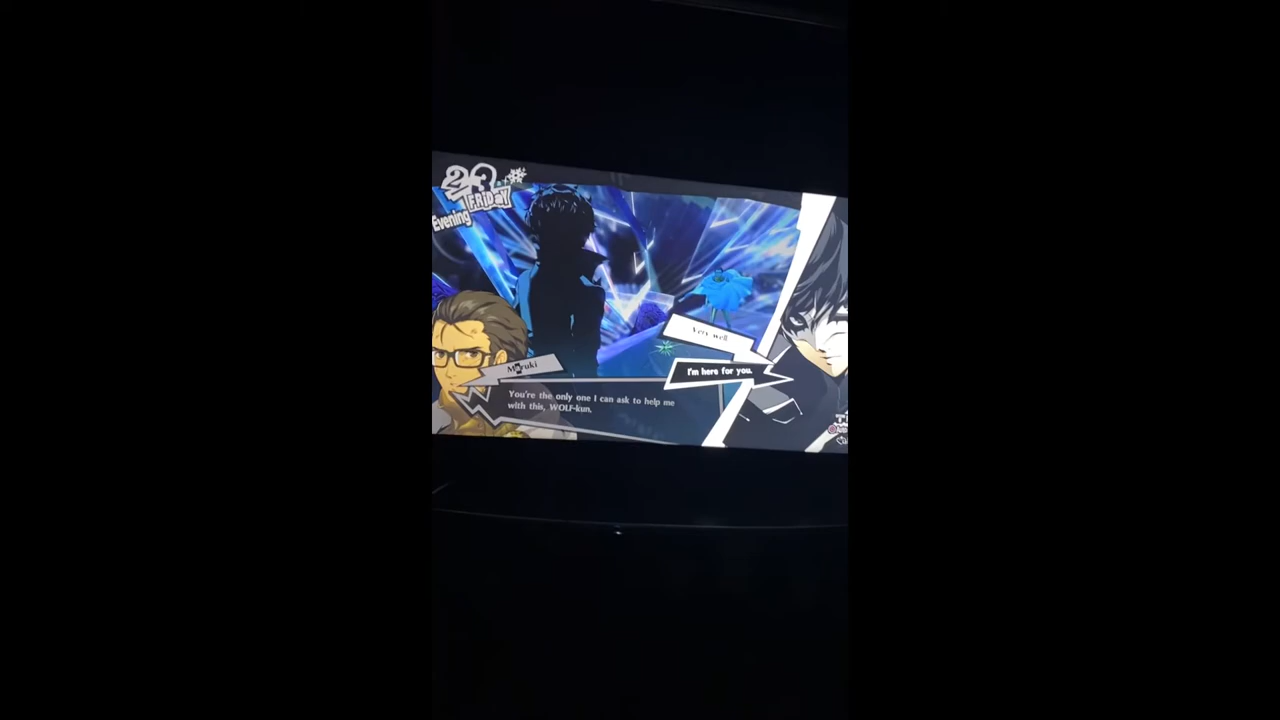 23
FRIDAY
Evening
Very well
I'm here for you.
Maruki
You're the only one I can ask to help me
with this, WOLF-kun.